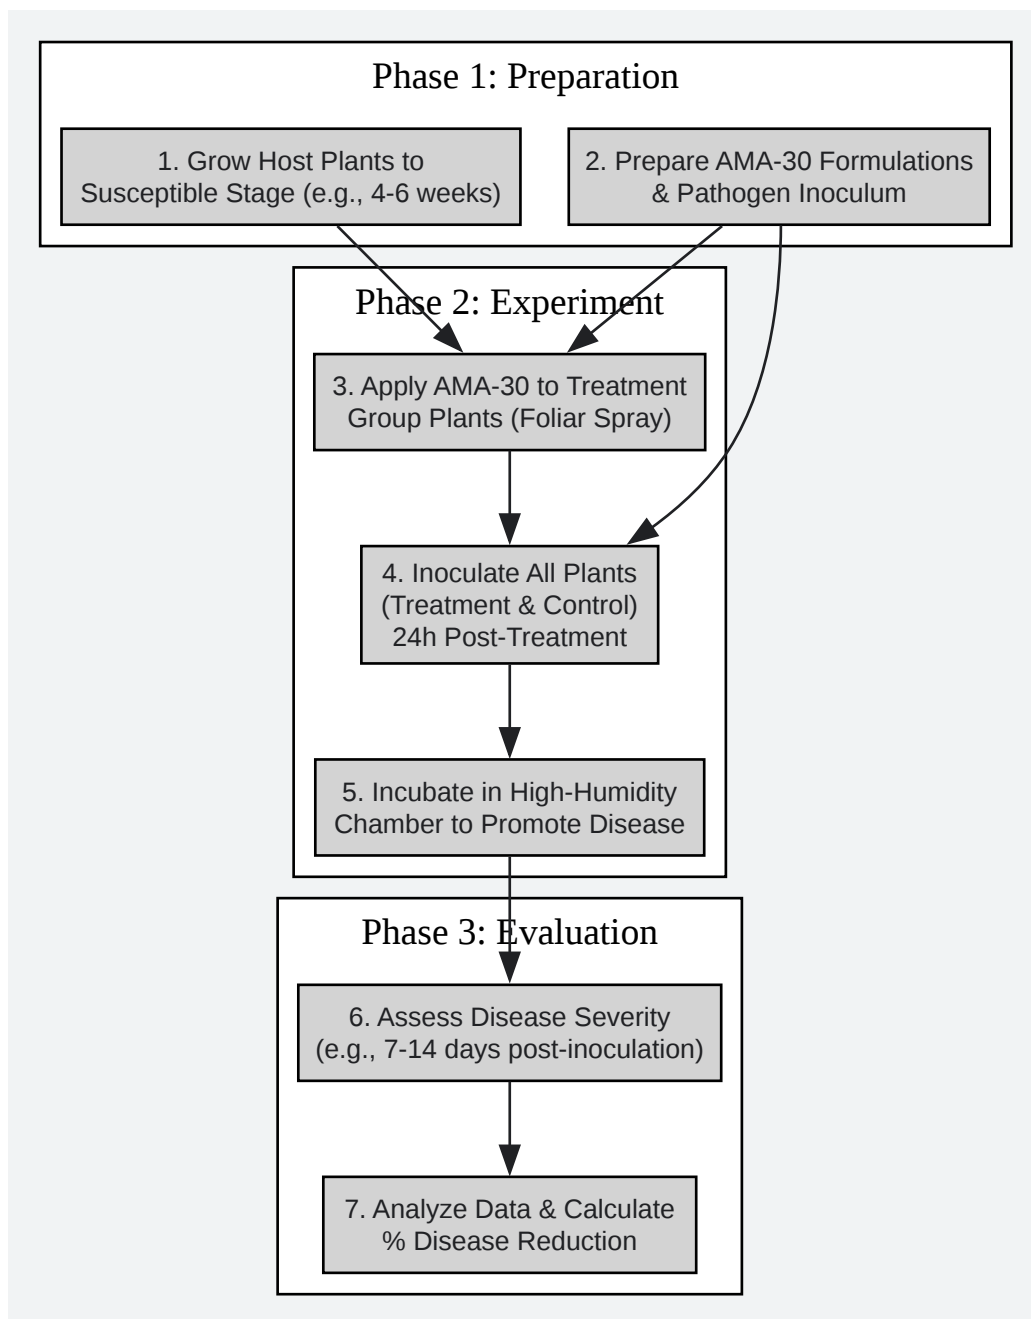 Phase 1: Preparation
1. Grow Host Plants to
Susceptible Stage (e.g., 4-6 weeks)
2. Prepare AMA-30 Formulations
& Pathogen Inoculum
Phase 2: Experiment
3. Apply AMA-30 to Treatment
Group Plants (Foliar Spray)
4. Inoculate All Plants
(Treatment & Control)
24h Post-Treatment
5. Incubate in High-Humidity
Chamber to Promote Disease
Phase 3: Evaluation
6. Assess Disease Severity
(e.g., 7-14 days post-inoculation)
7. Analyze Data & Calculate
% Disease Reduction